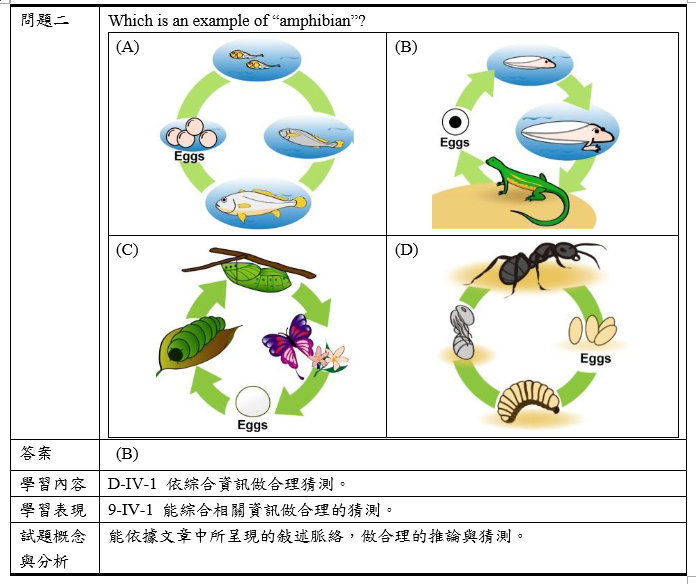 問題二
Which is an example of “amphibian”?
(A)
Eggs
(B)
Eggs
(C)
Eggs
(D)
Eggs
答案
(B)
學習內容
D-IV-1 依綜合資訊做合理猜測。
學習表現
9-IV-1 能綜合相關資訊做合理的猜測。
試題概念
與分析
能依據文章中所呈現的敘述脈絡，做合理的推論與猜測。